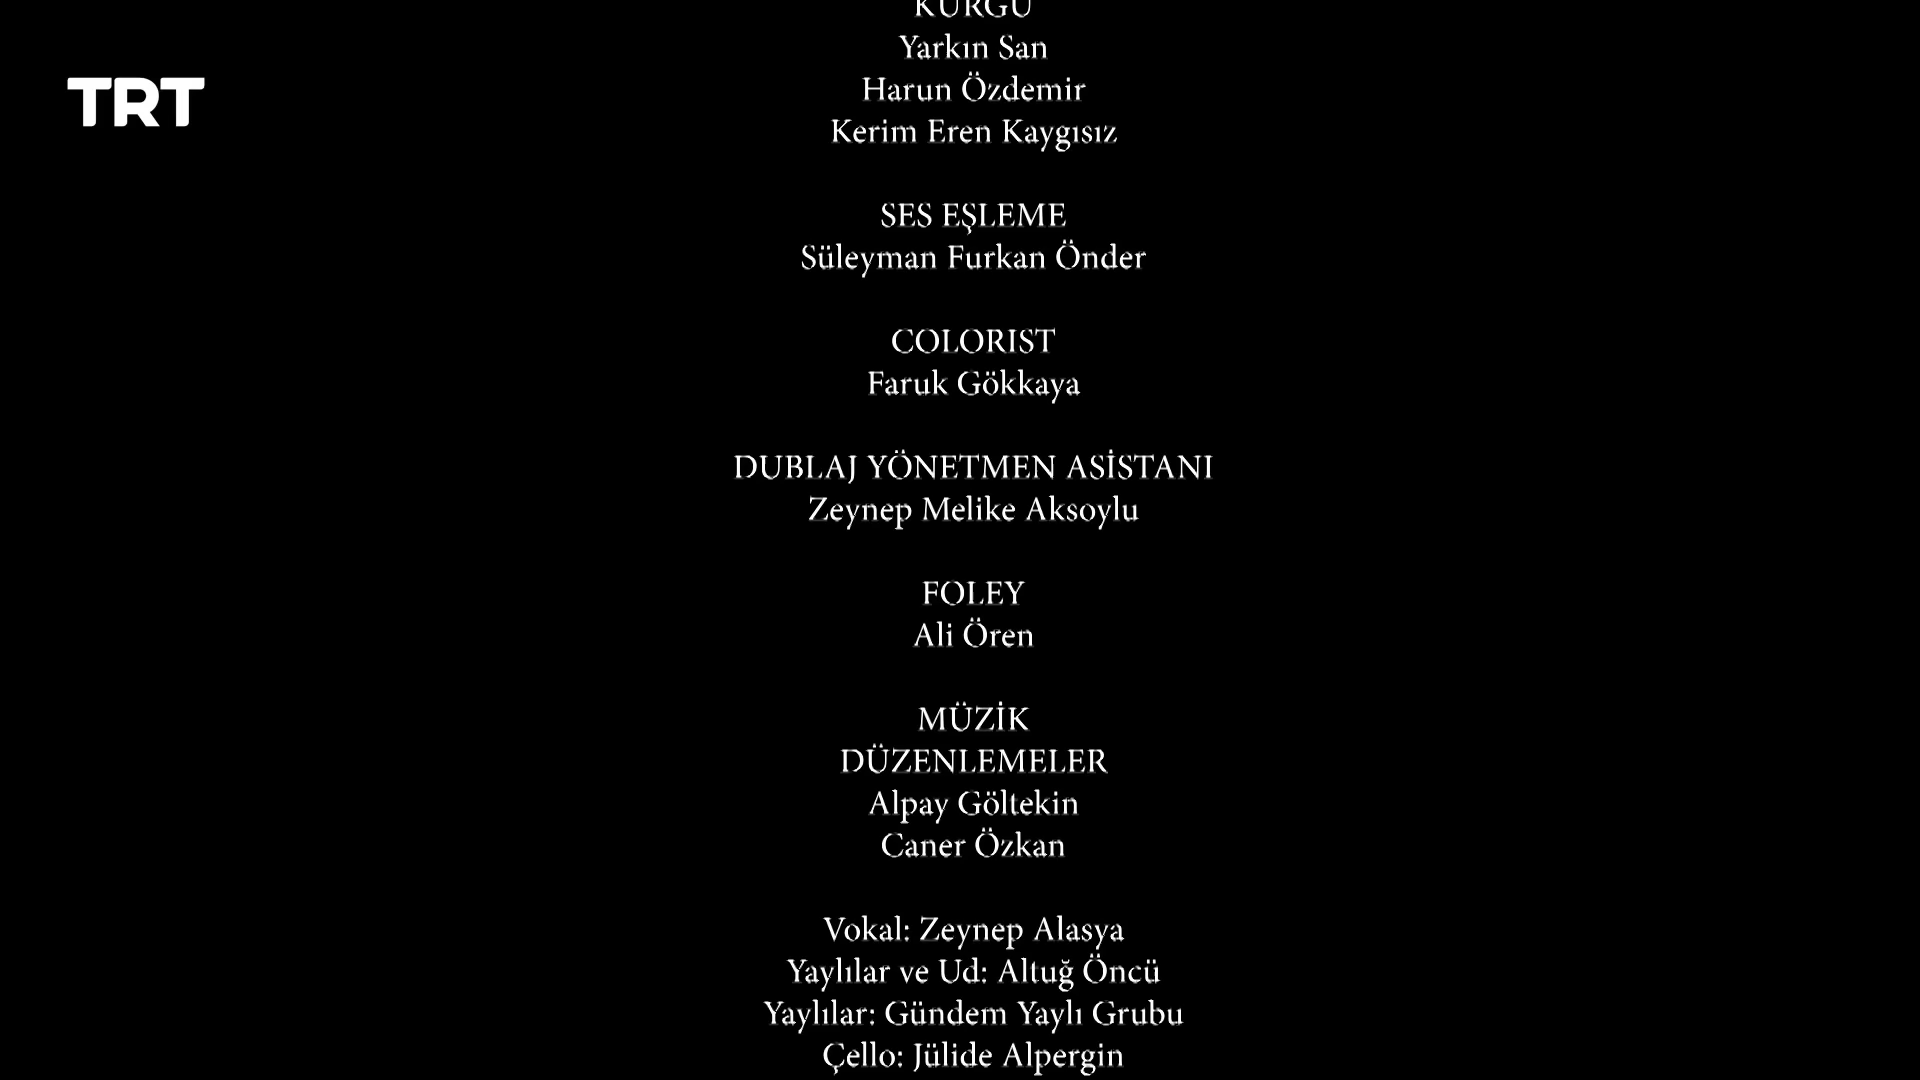 KURGU
Yarkın San
TRT
Harun Özdemir
Kerim Eren Kaygısız
SES EŞLEME
Süleyman Furkan Önder
COLORIST
Faruk Gökkaya
DUBLAJ YÖNETMEN ASİSTANI
Zeynep Melike Aksoylu
FOLEY
Ali Ören
MÜZİK
DÜZENLEMELER
Alpay Göltekin
Caner Özkan
Vokal: Zeynep Alasya
Yaylılar ve Ud: Altuğ Öncü
Yaylılar: Gündem Yaylı Grubu
Çello: Jülide Alpergin